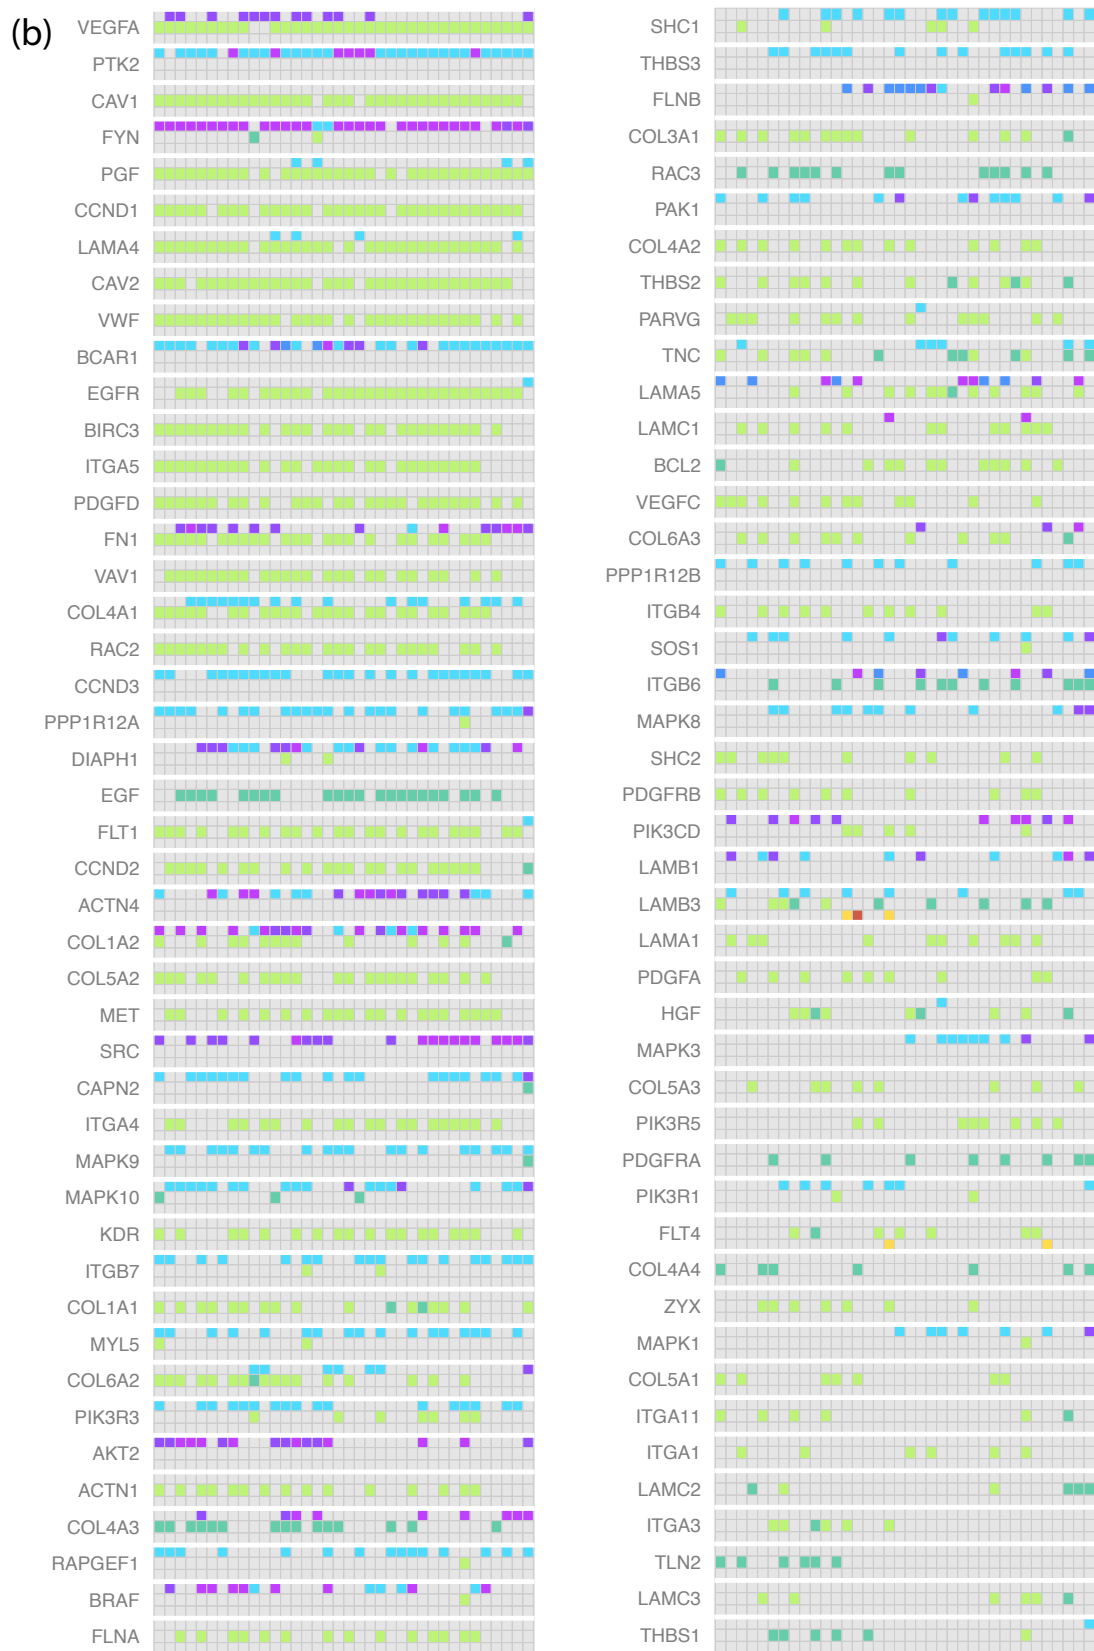 (b)
VEGFA
PTK2
CAV1
FYN
PGF
CCND1
LAMA4
CAV2
VWF
BCAR1
EGFR
BIRC3
ITGA5
PDGFD
FN1
VAV1
COL4A1
RAC2
CCND3
PPP1R12A
DIAPH1
EGF
FLT1
CCND2
ACTN4
COL1A2
COL5A2
MET
SRC
CAPN2
ITGA4
MAPK9
MAPK10
KDR
ITGB7
COL1A1
MYL5
COL6A2
PIK3R3
AKT2
ACTN1
COL4A3
RAPGEF1
BRAF
FLNA
SHC1
THBS3
FLNB
COL3A1
RAC3
PAK1
COL4A2
THBS2
PARVG
TNC
LAMA5
LAMC1
BCL2
VEGFC
COL6A3
PPP1R12B
ITGB4
SOS1
ITGB6
MAPK8
SHC2
PDGFRB
PIK3CD
LAMB1
LAMB3
LAMA1
PDGFA
HGF
MAPK3
COL5A3
PIK3R5
PDGFRA
PIK3R1
FLT4
COL4A4
ZYX
MAPK1
COL5A1
ITGA11
ITGA1
LAMC2
ITGA3
TLN2
LAMC3
THBS1